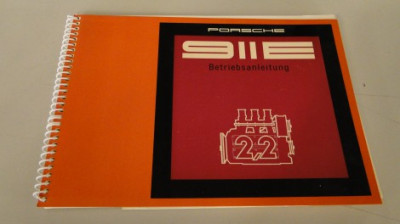 PORSCHE
911E
Betriebsanleitung
2,2